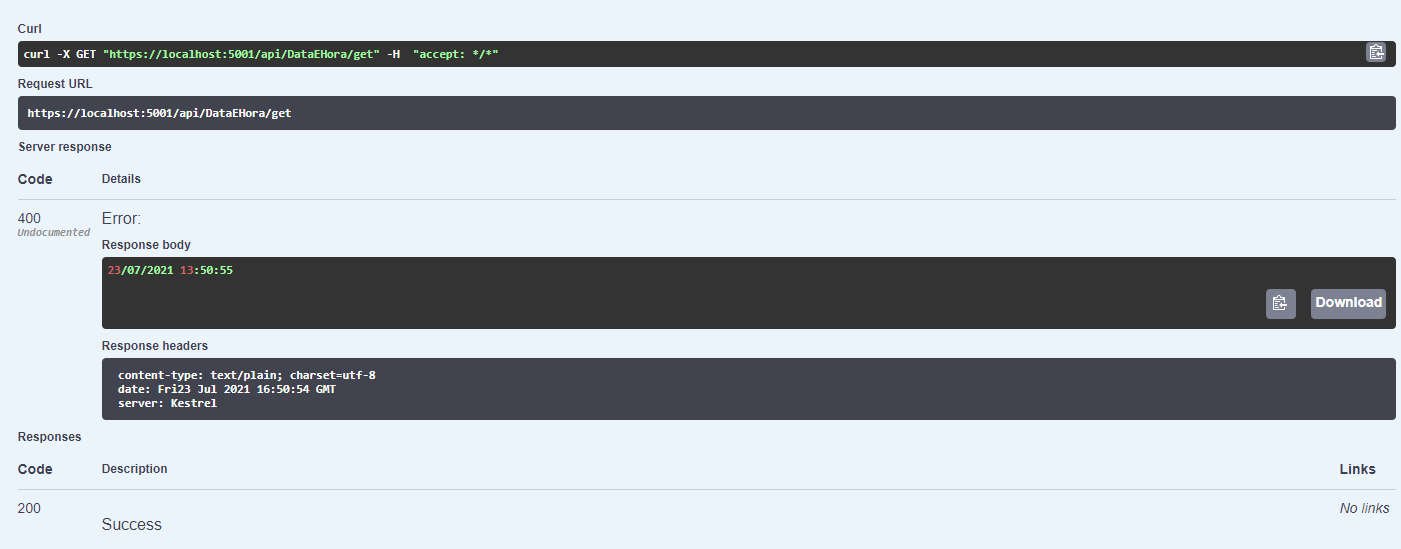 Curl
curl -X GET "https://localhost:5001/api/DataEHora/get" -H  "accept: */*"
Request URL
https://localhost:5001/api/DataEHora/get
Server response
Code Details
400 Error:
Undocumented
Response body
23/07/2021 13:50:55
Download
Response headers
content-type: text/plain; charset=utf-8
date: Fri23 Jul 2021 16:50:54 GMT
server: Kestrel
Responses
Code Description Links
200 No links
Success